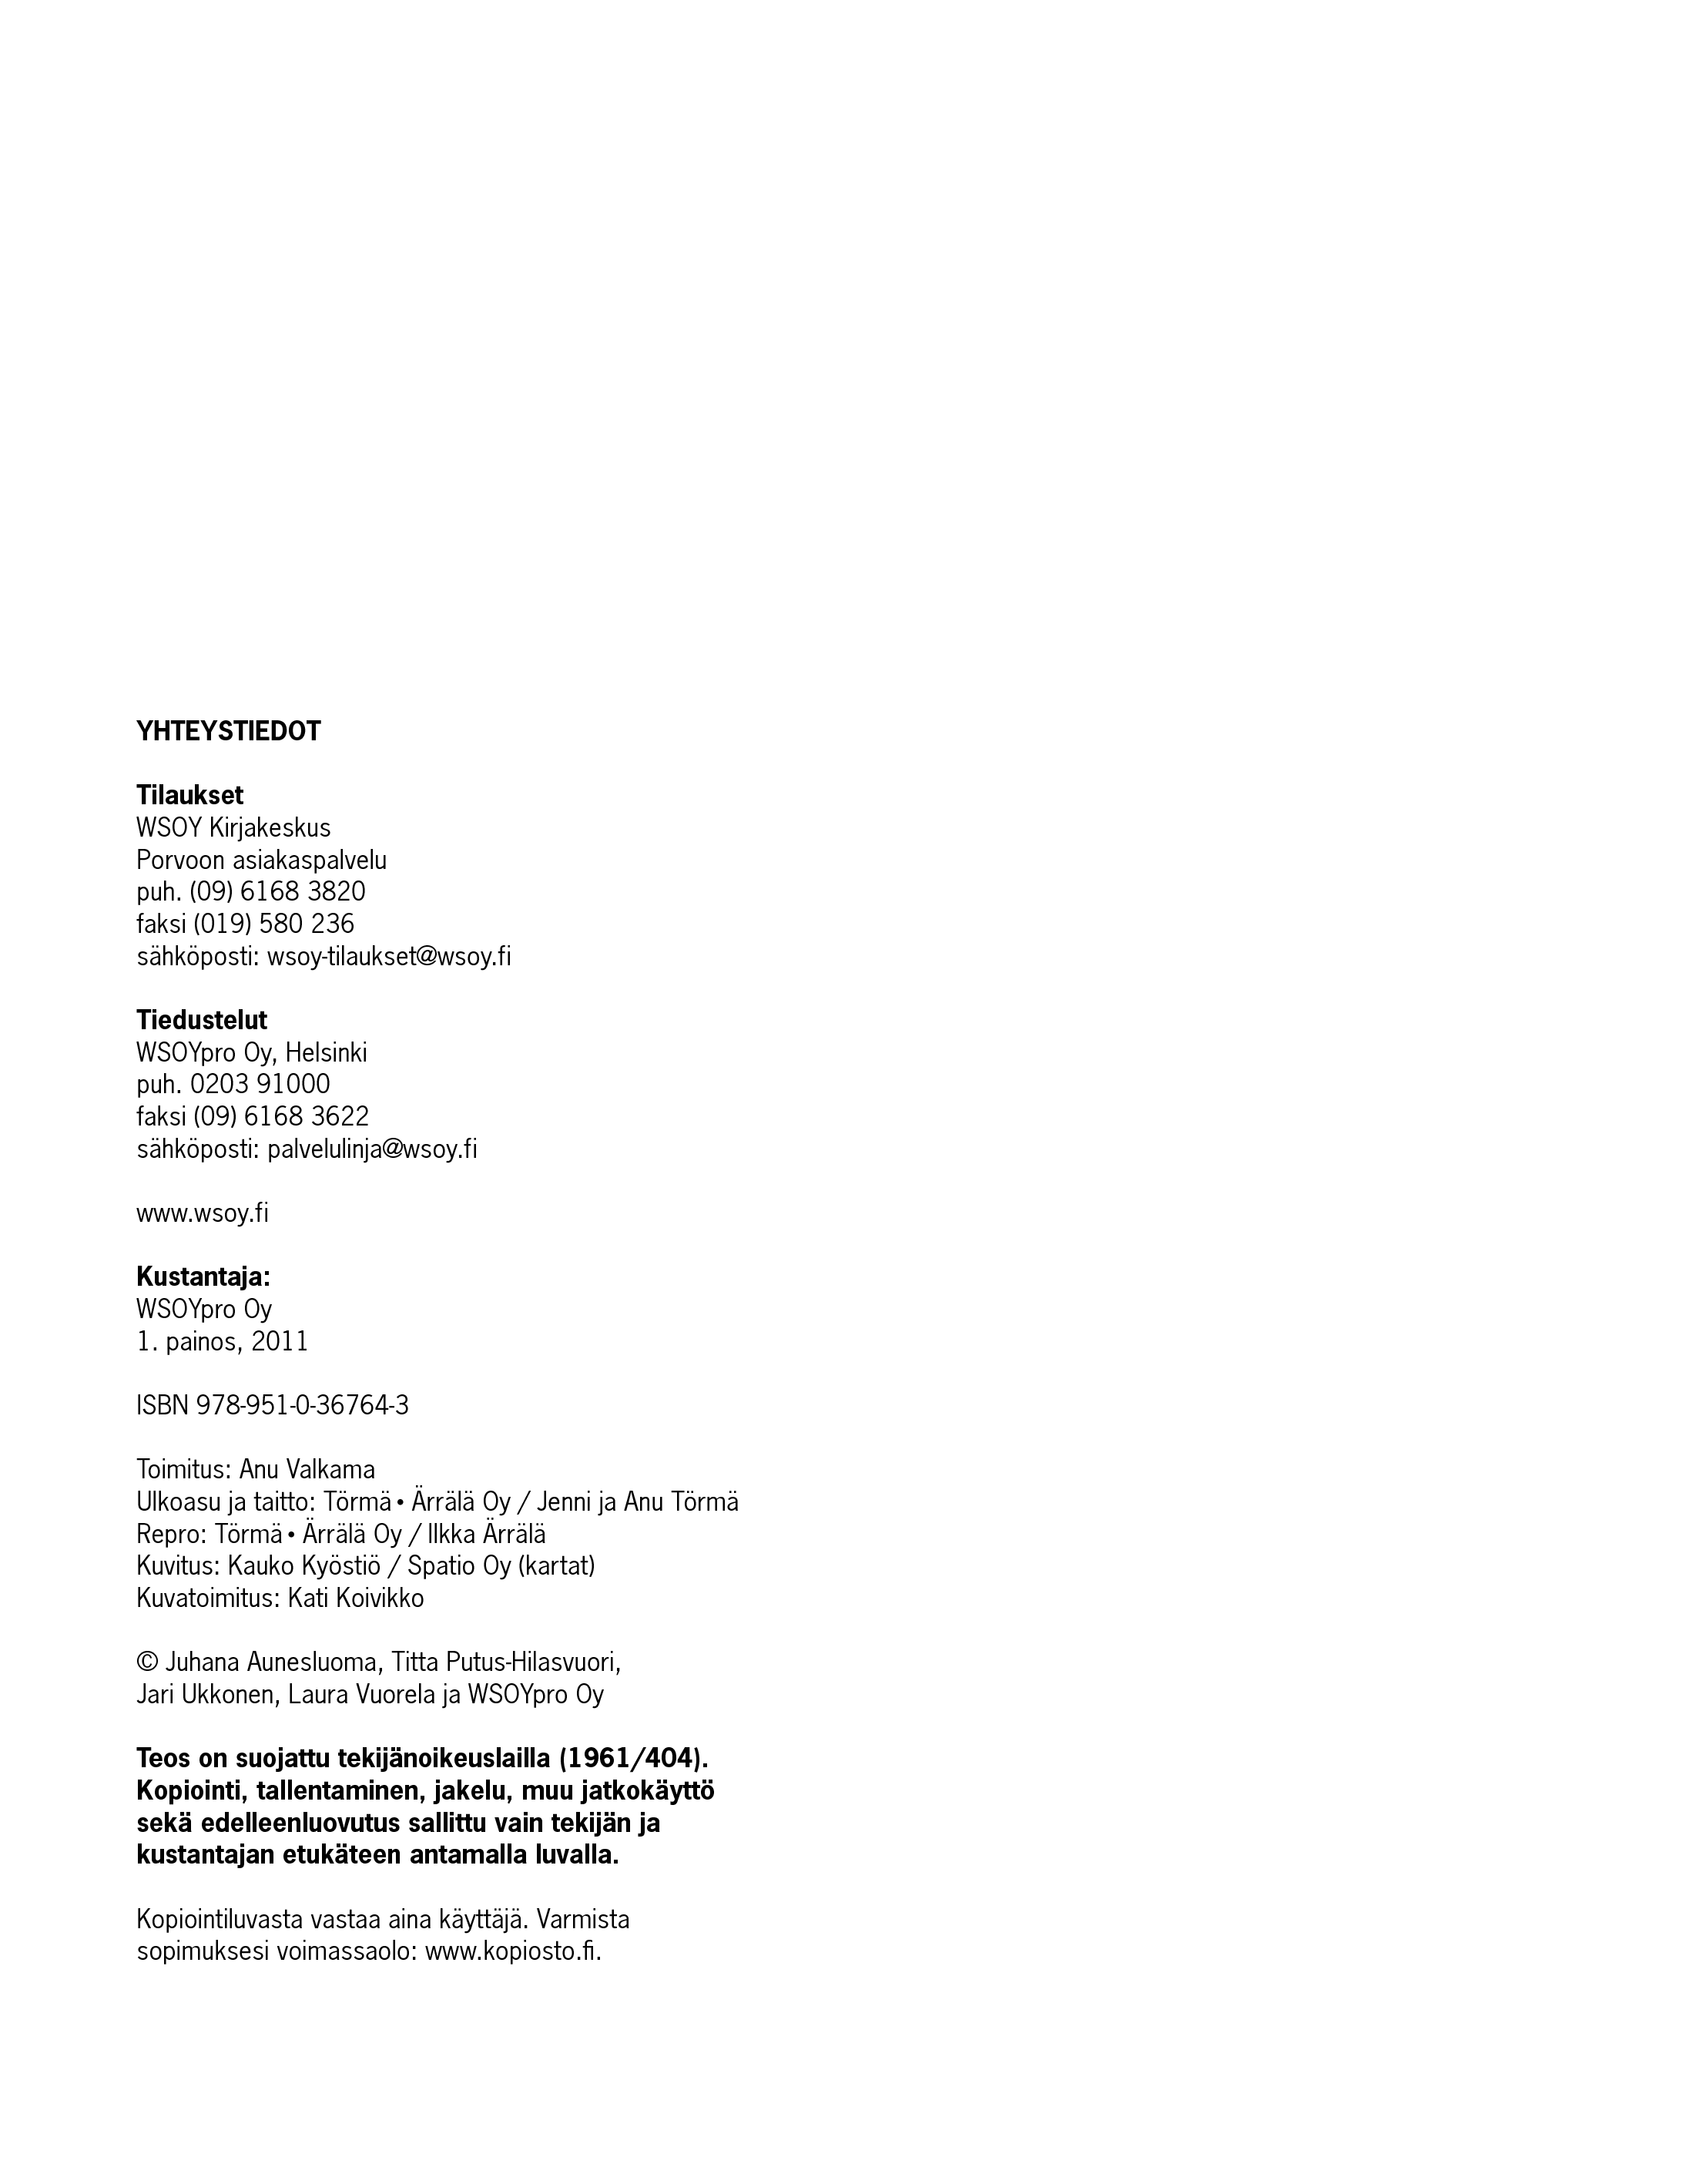 YHTEYSTIEDOT
Tilaukset
WSOY Kirjakeskus
Porvoon asiakaspalvelu
puh. (09) 6168 3820
faksi (019) 580 236
sähköposti: wsoy-tilaukset@wsoy.fi
Tiedustelut
WSOYpro Oy, Helsinki
puh. 0203 91000
faksi (09) 6168 3622
sähköposti: palvelulinja@wsoy.fi
www.wsoy.fi
Kustantaja:
WSOYpro Oy
1. painos, 2011
ISBN 978-951-0-36764-3
Toimitus: Anu Valkama
Ulkoasu ja taitto: Törmä • Ärrälä Oy / Jenni ja Anu Törmä
Repro: Törmä • Ärrälä Oy / Ilkka Ärrälä
Kuvitus: Kauko Kyöstiö / Spatio Oy (kartat)
Kuvatoimitus: Kati Koivikko
© Juhana Aunesluoma, Titta Putus-Hilasvuori,
Jari Ukkonen, Laura Vuorela ja WSOYpro Oy
Teos on suojattu tekijänoikeuslailla (1961/404).
Kopiointi, tallentaminen, jakelu, muu jatkokäyttö
sekä edelleenluovutus sallittu vain tekijän ja
kustantajan etukäteen antamalla luvalla.
Kopiointiluvasta vastaa aina käyttäjä. Varmista
sopimuksesi voimassaolo: www.kopiosto.fi.